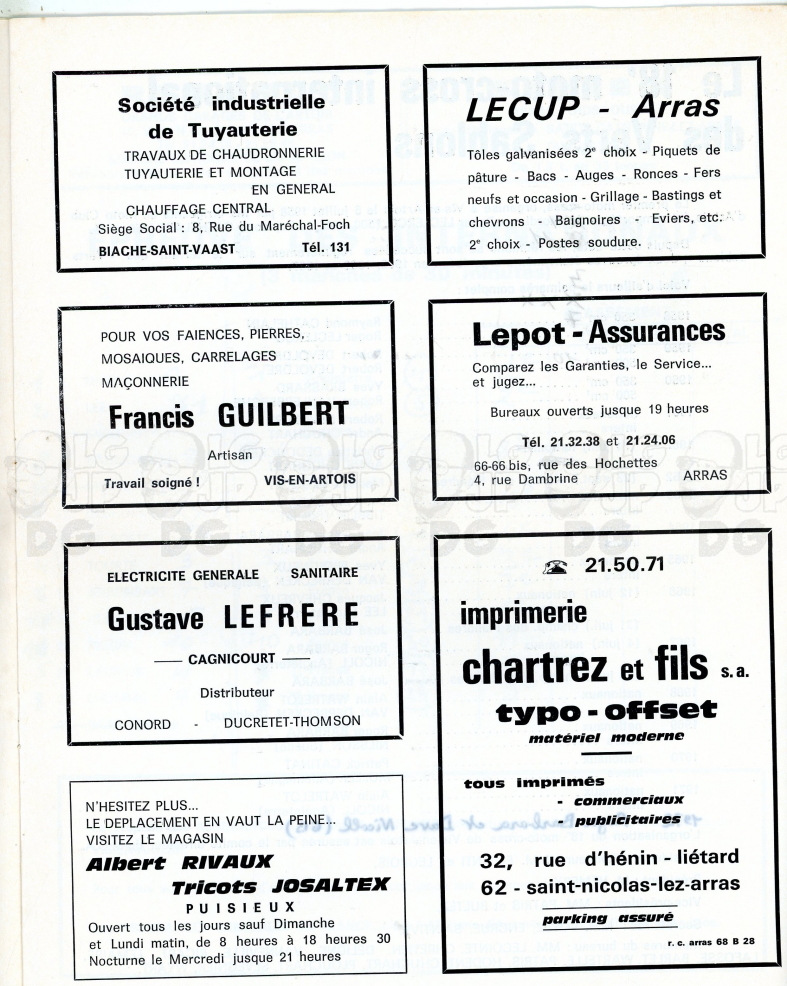 Société industrielle
de Tuyauterie
TRAVAUX DE CHAUDRONNERIE
TUYAUTERIE ET MONTAGE
EN GENERAL
CHAUFFAGE CENTRAL
Siège Social : 8, Rue du Maréchal-Foch
BIACHE-SAINT-VAAST Tél. 131
LECUP - Arras
Tôles galvanisées 2e choix - Piquets de
pâture - Bacs - Auges - Ronces - Fers
neufs et occasion - Grillage - Bastings et
chevrons - Baignoires - Eviers, etc.
2e choix - Postes soudure.
POUR VOS FAIENCES, PIERRES,
MOSAIQUES, CARRELAGES
MAÇONNERIE
Francis GUILBERT
Artisan
Travail soigné ! VIS-EN-ARTOIS
Lepot - Assurances
Comparez les Garanties, le Service...
et jugez...
Bureaux ouverts jusque 19 heures
Tél. 21.32.38 et 21.24.06
66-66 bis, rue des Hochettes
4, rue Dambrine ARRAS
ELECTRICITE GENERALE SANITAIRE
Gustave LEFRERE
— CAGNICOURT —
Distributeur
CONORD - DUCRETET-THOMSON
☎ 21.50.71
imprimerie
chartrez et fils s.a.
typo - offset
matériel moderne
tous imprimés
- commerciaux
- publicitaires
32, rue d'hénin - liétard
62 - saint-nicolas-lez-arras
parking assuré
r. c. arras 68 B 28
N'HESITEZ PLUS...
LE DEPLACEMENT EN VAUT LA PEINE...
VISITEZ LE MAGASIN
Albert RIVAUX
Tricots JOSALTEX
PUISIEUX
Ouvert tous les jours sauf Dimanche
et Lundi matin, de 8 heures à 18 heures 30
Nocturne le Mercredi jusque 21 heures
LG JP DG